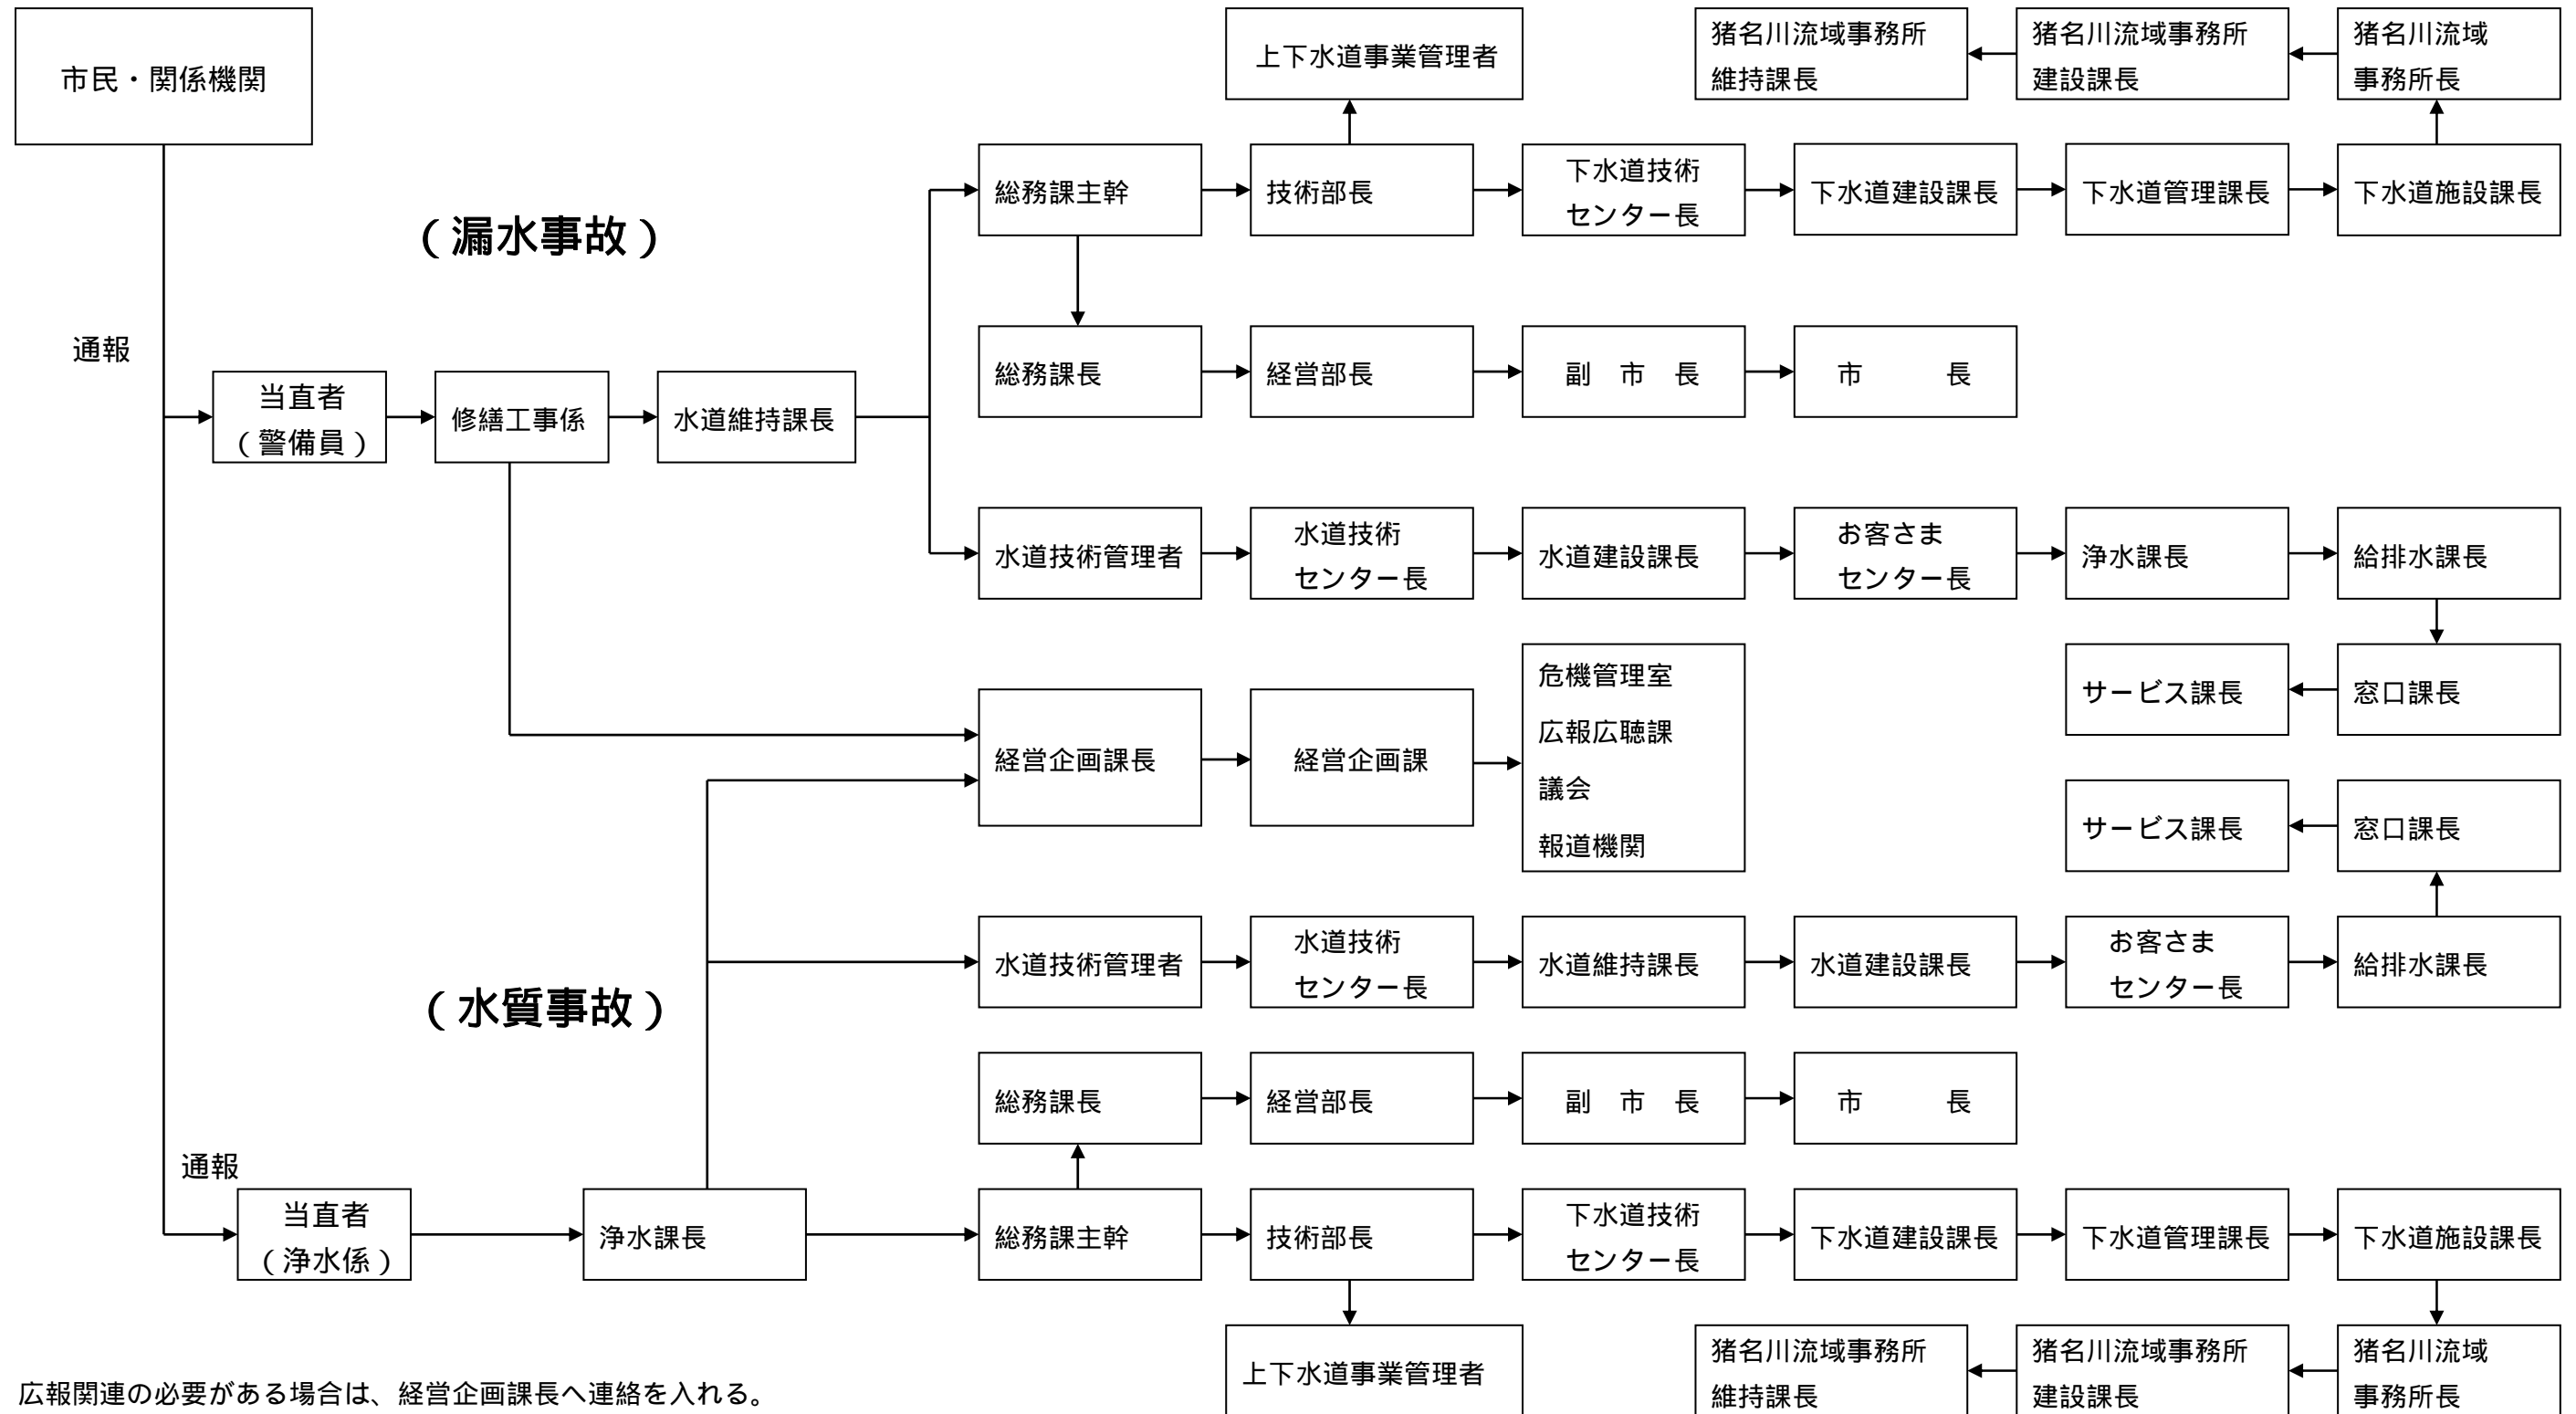 市民・関係機関
上下水道事業管理者
猪名川流域事務所
維持課長
猪名川流域事務所
建設課長
猪名川流域
事務所長
総務課主幹
技術部長
下水道技術
センター長
下水道建設課長
下水道管理課長
下水道施設課長
（漏水事故）
通報
総務課長
経営部長
副　市　長
市　　　長
当直者
（警備員）
修繕工事係
水道維持課長
水道技術管理者
水道技術
センター長
水道建設課長
お客さま
センター長
浄水課長
給排水課長
サービス課長
窓口課長
経営企画課長
経営企画課
危機管理室
広報広聴課
議会
報道機関
サービス課長
窓口課長
水道技術管理者
水道技術
センター長
水道維持課長
水道建設課長
お客さま
センター長
給排水課長
（水質事故）
総務課長
経営部長
副　市　長
市　　　長
通報
当直者
（浄水係）
浄水課長
総務課主幹
技術部長
下水道技術
センター長
下水道建設課長
下水道管理課長
下水道施設課長
上下水道事業管理者
猪名川流域事務所
維持課長
猪名川流域事務所
建設課長
猪名川流域
事務所長
広報関連の必要がある場合は、経営企画課長へ連絡を入れる。